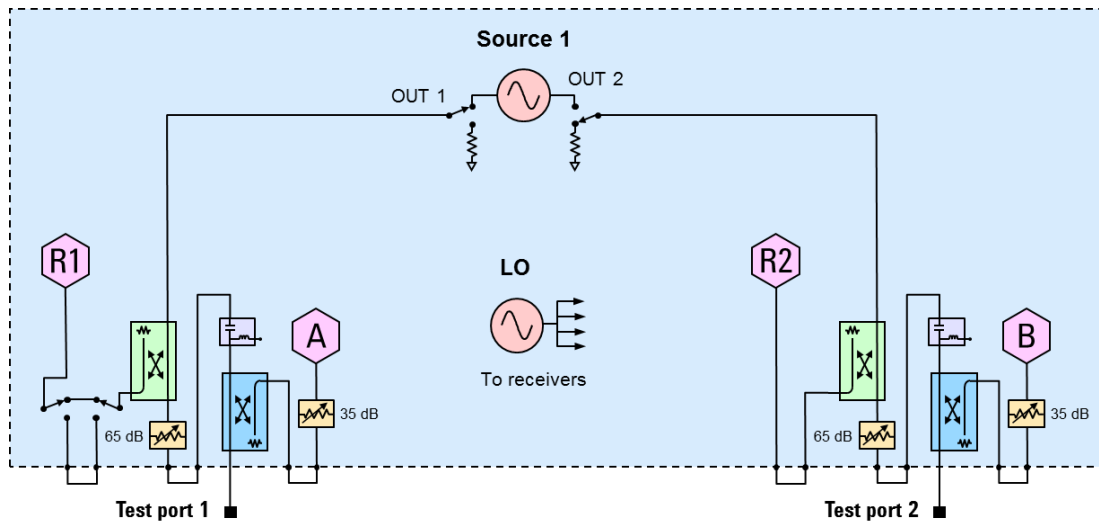 Source 1
OUT 1
OUT 2
R1
R2
LO
A
B
To receivers
35 dB
35 dB
65 dB
65 dB
Test port 1
Test port 2